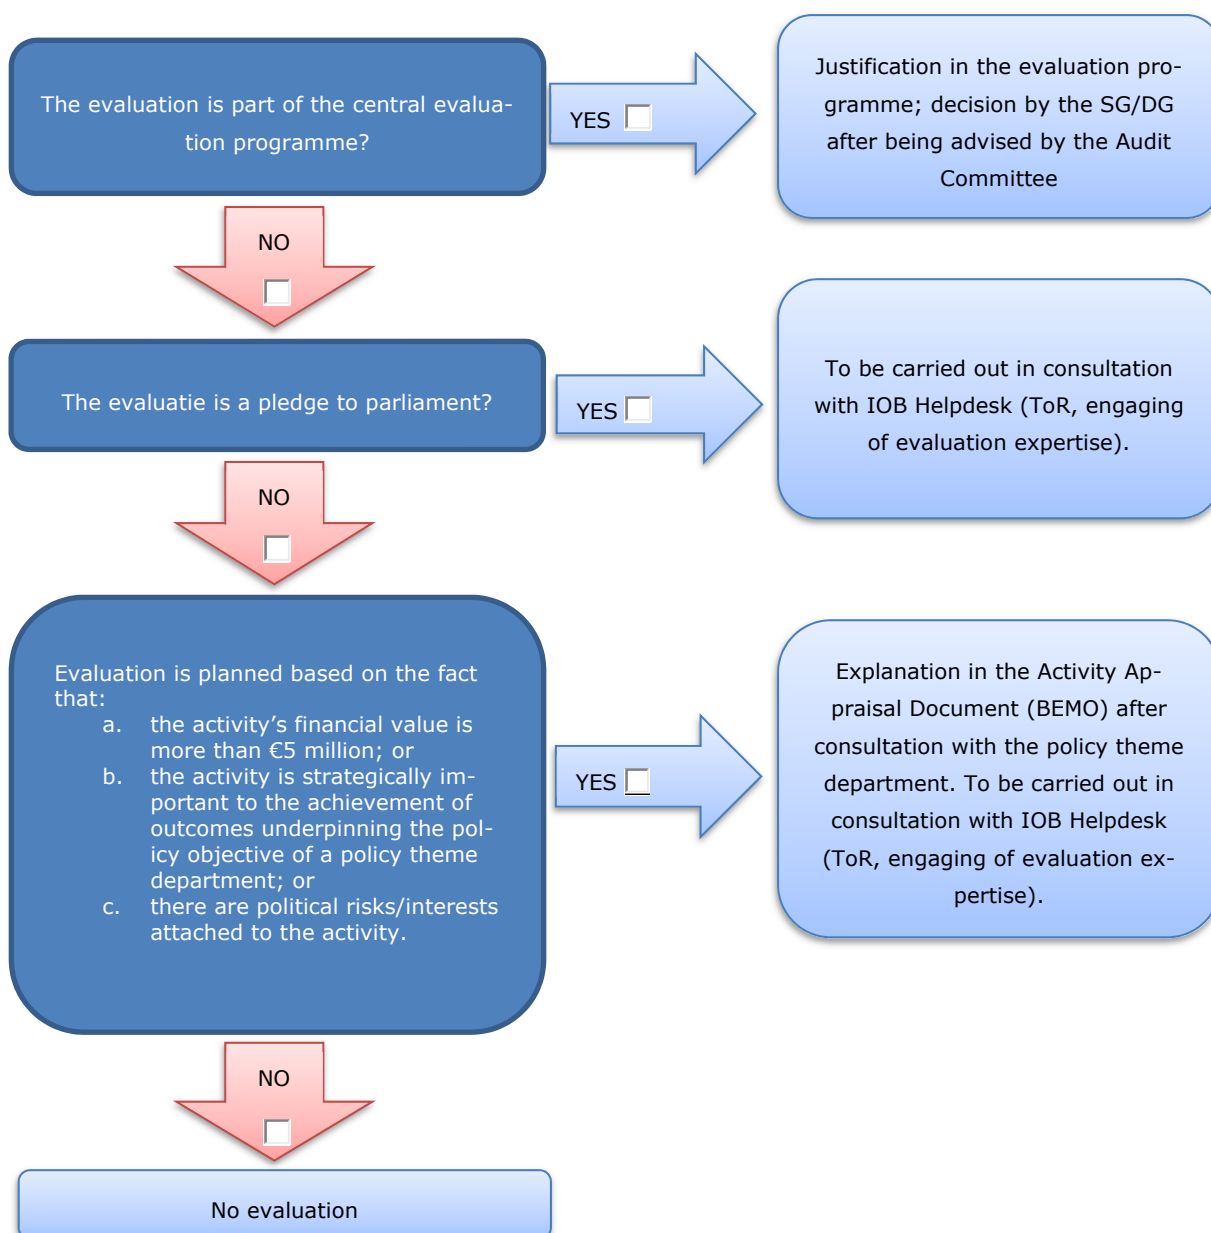 The evaluation is part of the central evalua-
tion programme?
YES
Justification in the evaluation pro-
gramme; decision by the SG/DG
after being advised by the Audit
Committee
NO
The evaluatie is a pledge to parliament?
YES
To be carried out in consultation
with IOB Helpdesk (ToR, engaging
of evaluation expertise).
NO
Evaluation is planned based on the fact
that:
a. the activity’s financial value is
more than €5 million; or
b. the activity is strategically im-
portant to the achievement of
outcomes underpinning the pol-
icy objective of a policy theme
department; or
c. there are political risks/interests
attached to the activity.
YES
Explanation in the Activity Ap-
praisal Document (BEMO) after
consultation with the policy theme
department. To be carried out in
consultation with IOB Helpdesk
(ToR, engaging of evaluation ex-
pertise).
NO
No evaluation